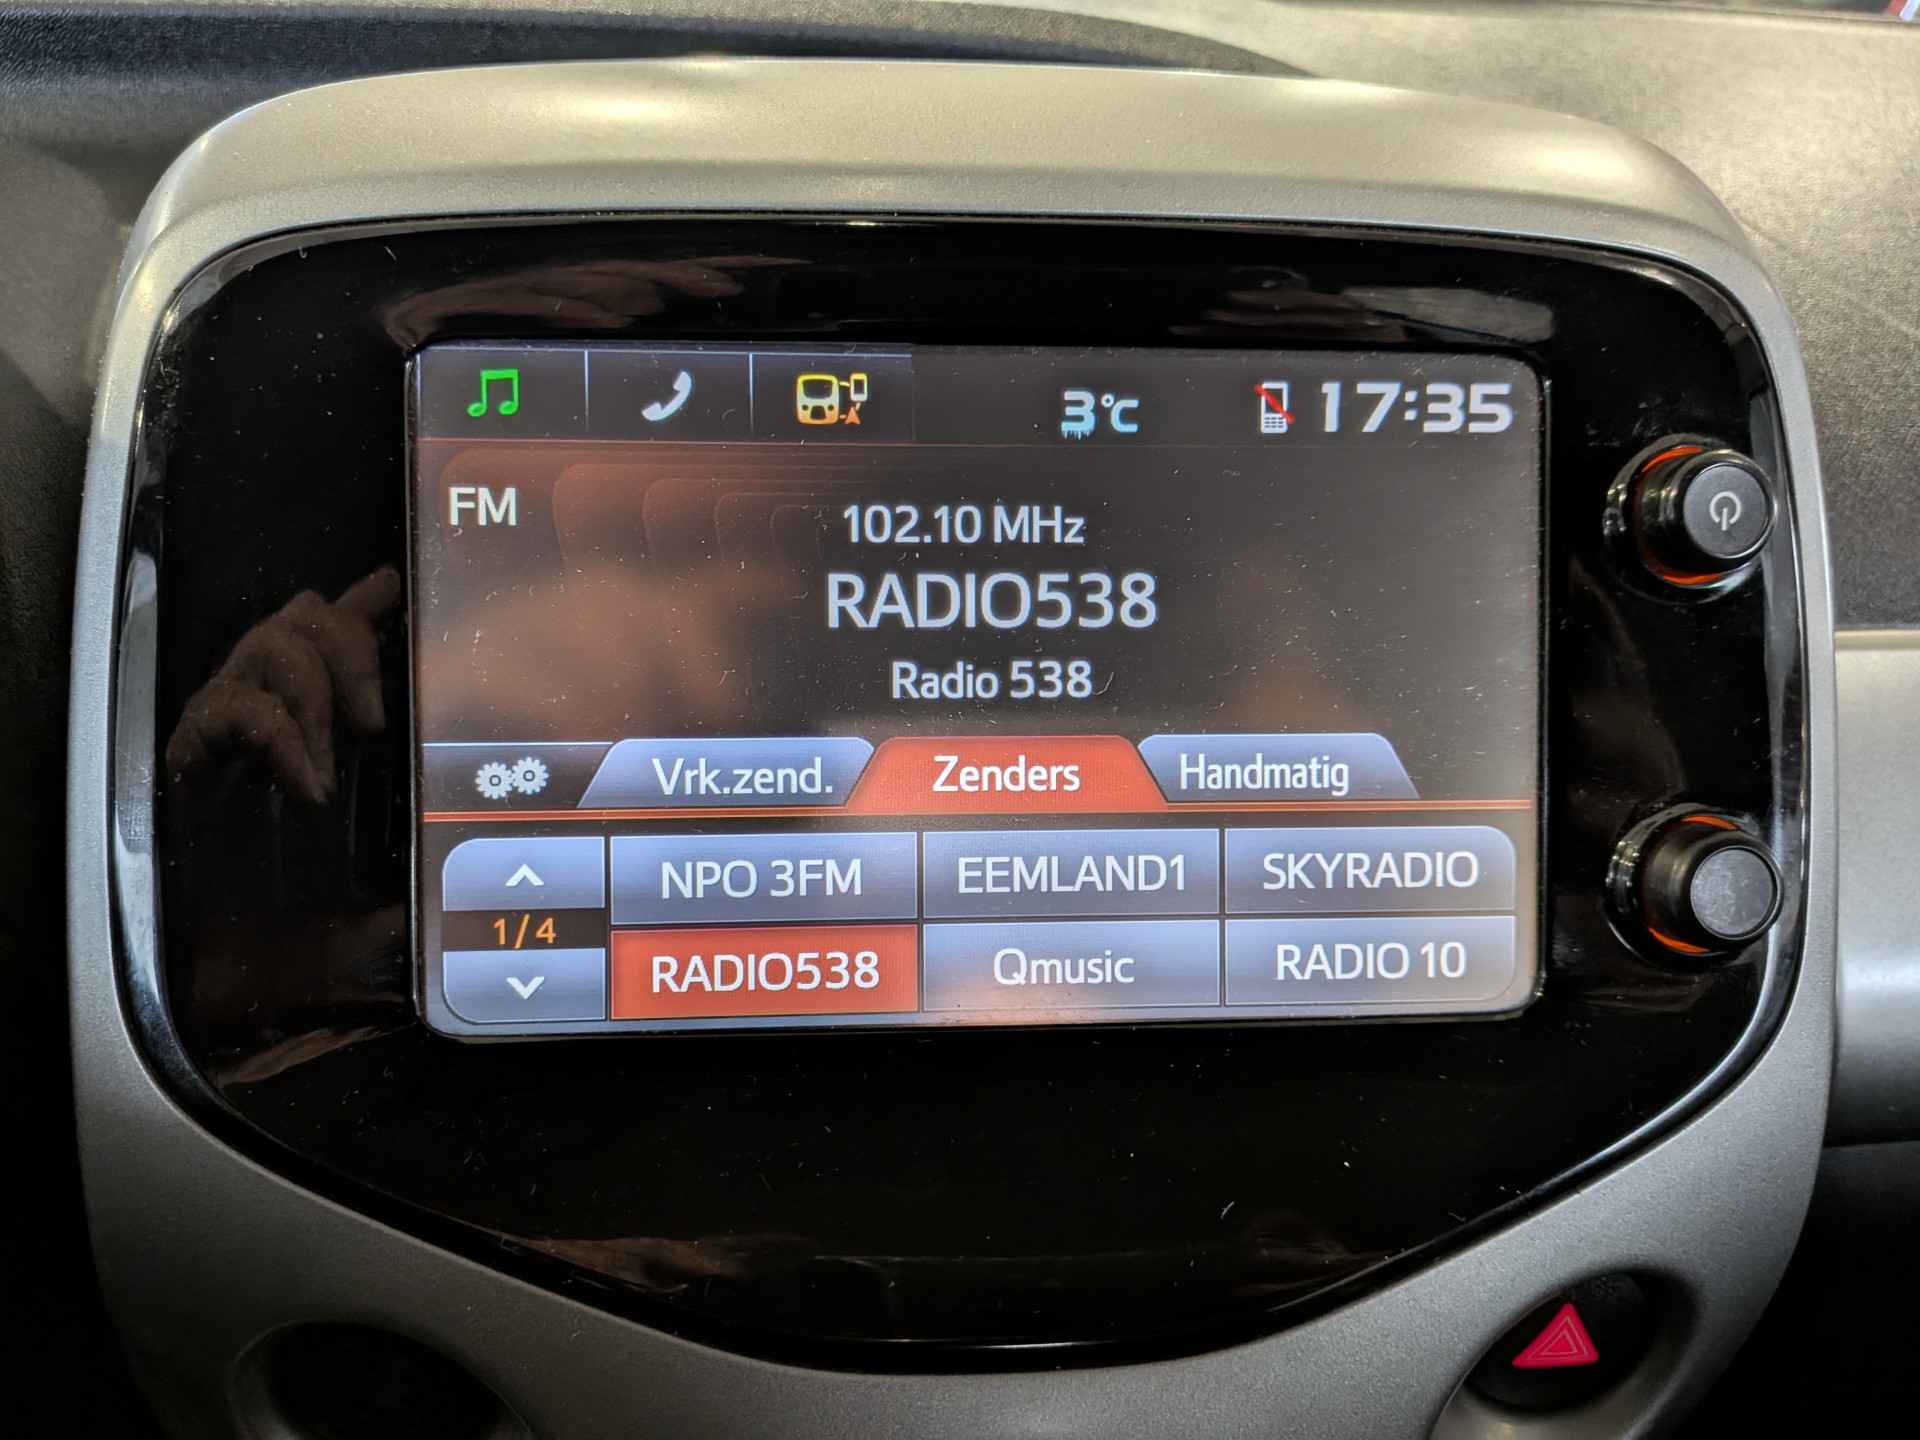 3°C 17:35
FM
102.10 MHz
RADIO538
Radio 538
Vrk.zend. Zenders Handmatig
NPO 3FM EEMLAND1 SKYRADIO
1/4
RADIO538 Qmusic RADIO 10